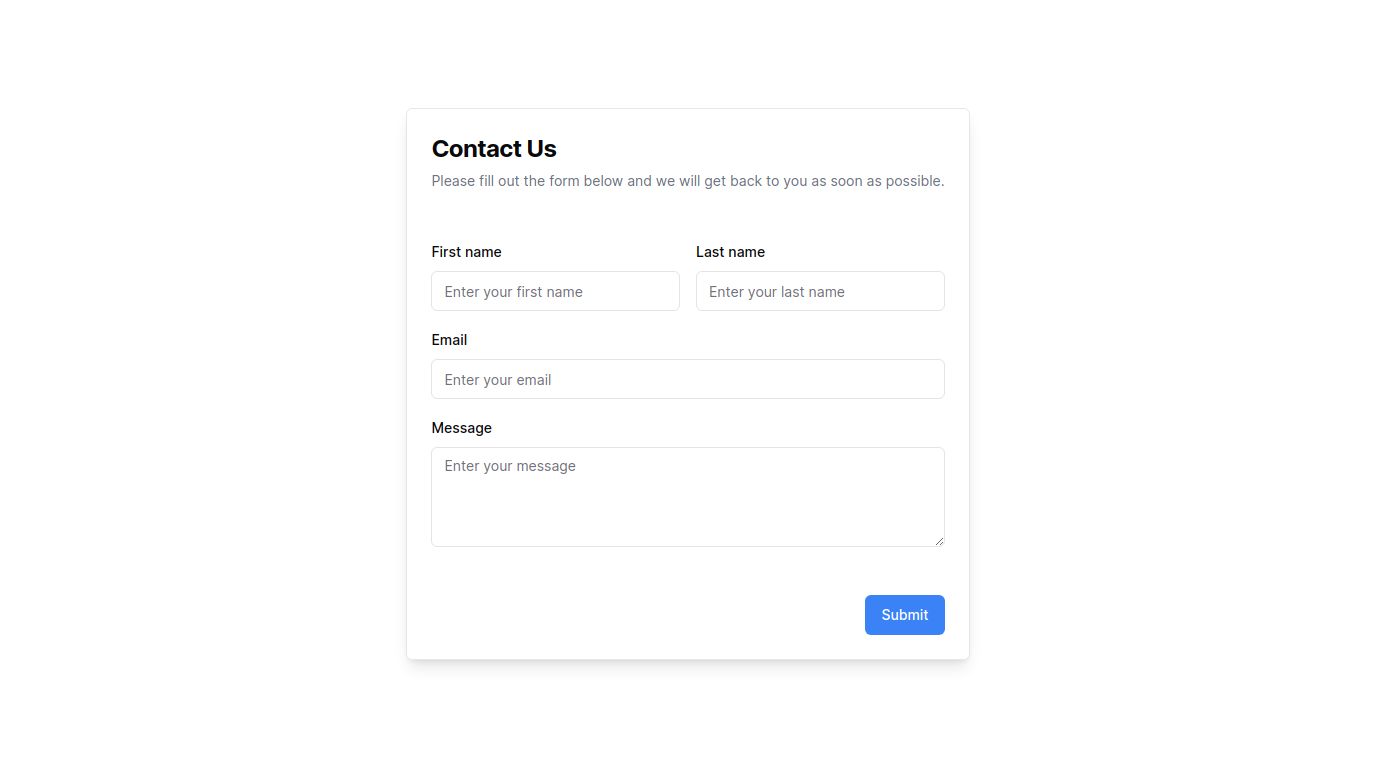 Contact Us
Please fill out the form below and we will get back to you as soon as possible.
First name
Last name
Enter your first name
Enter your last name
Email
Enter your email
Message
Enter your message
Submit